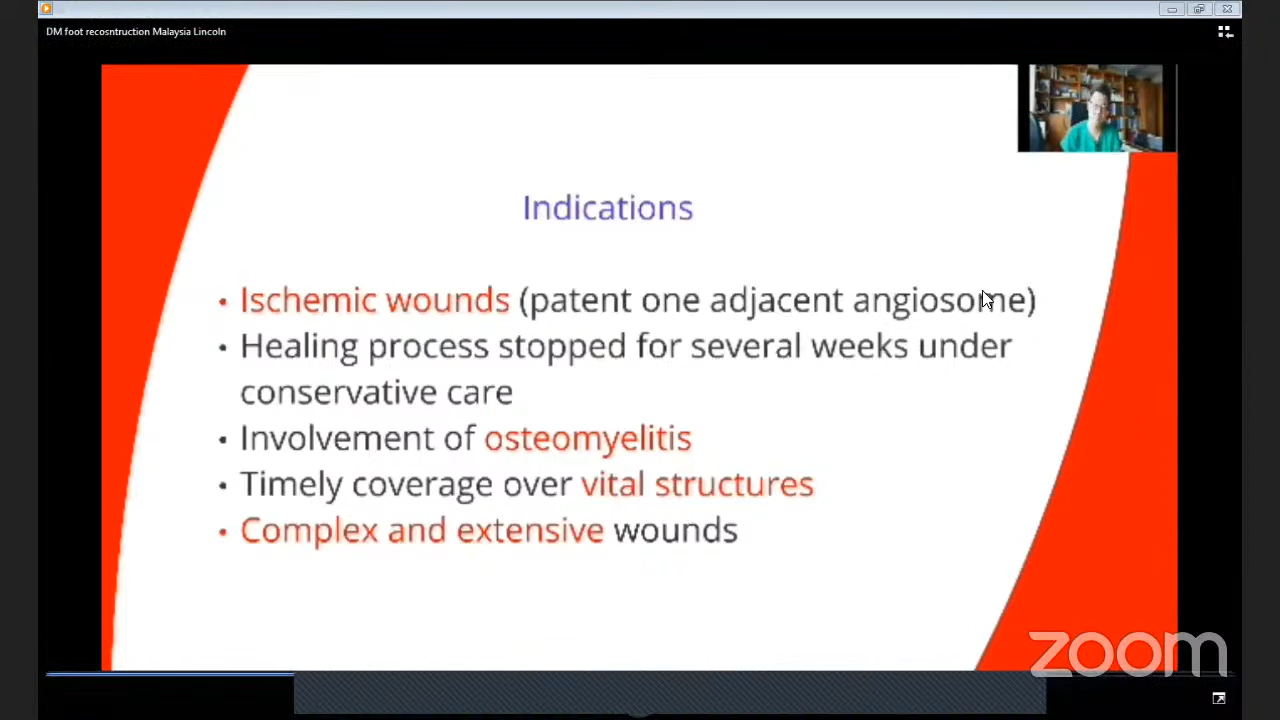 DM foot recosntruction Malaysia Lincoln
Indications
• Ischemic wounds (patent one adjacent angiosome)
• Healing process stopped for several weeks under
conservative care
• Involvement of osteomyelitis
• Timely coverage over vital structures
• Complex and extensive wounds
zoom